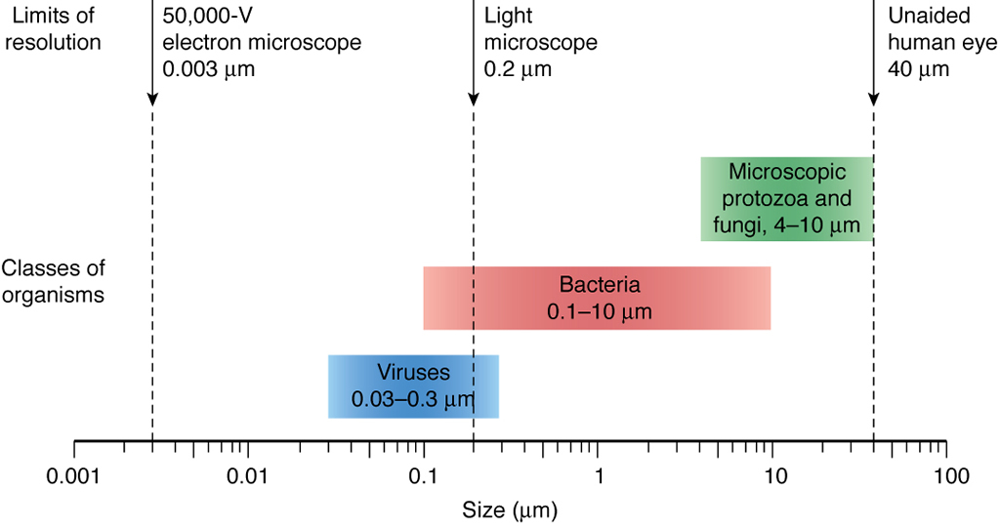 Limits of
resolution
50,000-V
electron microscope
0.003 μm
Light
microscope
0.2 μm
Unaided
human eye
40 μm
Microscopic
protozoa and
fungi, 4–10 μm
Classes of
organisms
Bacteria
0.1–10 μm
Viruses
0.03–0.3 μm
0.001
0.01
0.1
1
10
100
Size (μm)